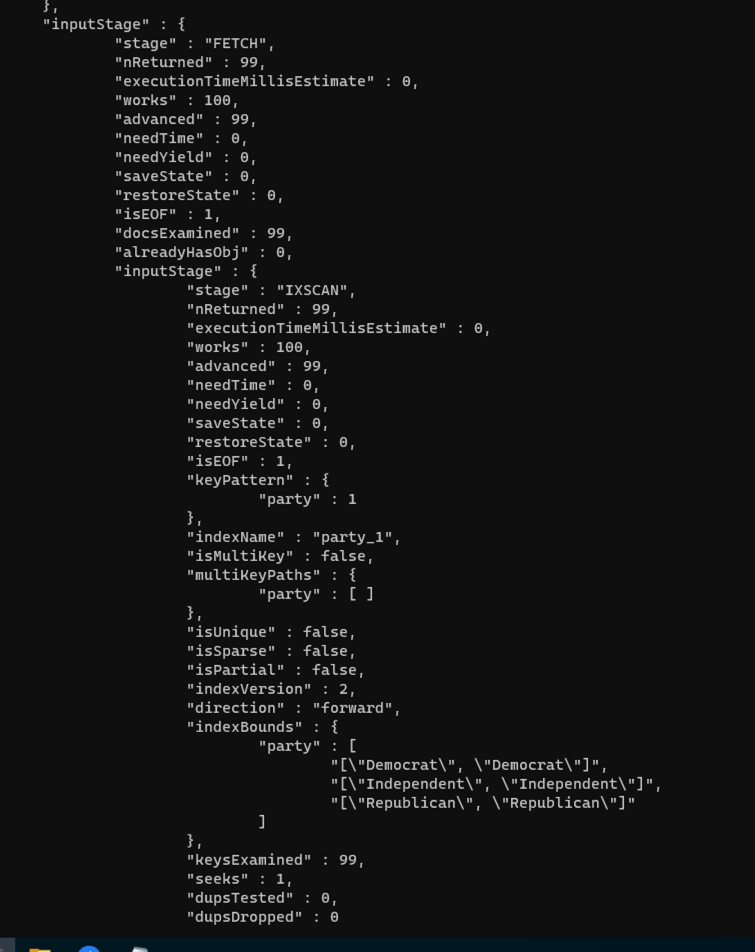 },
"inputStage" : {
"stage" : "FETCH",
"nReturned" : 99,
"executionTimeMillisEstimate" : 0,
"works" : 100,
"advanced" : 99,
"needTime" : 0,
"needYield" : 0,
"saveState" : 0,
"restoreState" : 0,
"isEOF" : 1,
"docsExamined" : 99,
"alreadyHasObj" : 0,
"inputStage" : {
"stage" : "IXSCAN",
"nReturned" : 99,
"executionTimeMillisEstimate" : 0,
"works" : 100,
"advanced" : 99,
"needTime" : 0,
"needYield" : 0,
"saveState" : 0,
"restoreState" : 0,
"isEOF" : 1,
"keyPattern" : {
"party" : 1
},
"indexName" : "party_1",
"isMultiKey" : false,
"multiKeyPaths" : {
"party" : [ ]
},
"isUnique" : false,
"isSparse" : false,
"isPartial" : false,
"indexVersion" : 2,
"direction" : "forward",
"indexBounds" : {
"party" : [
"[\"Democrat\", \"Democrat\"]",
"[\"Independent\", \"Independent\"]",
"[\"Republican\", \"Republican\"]"
]
},
"keysExamined" : 99,
"seeks" : 1,
"dupsTested" : 0,
"dupsDropped" : 0